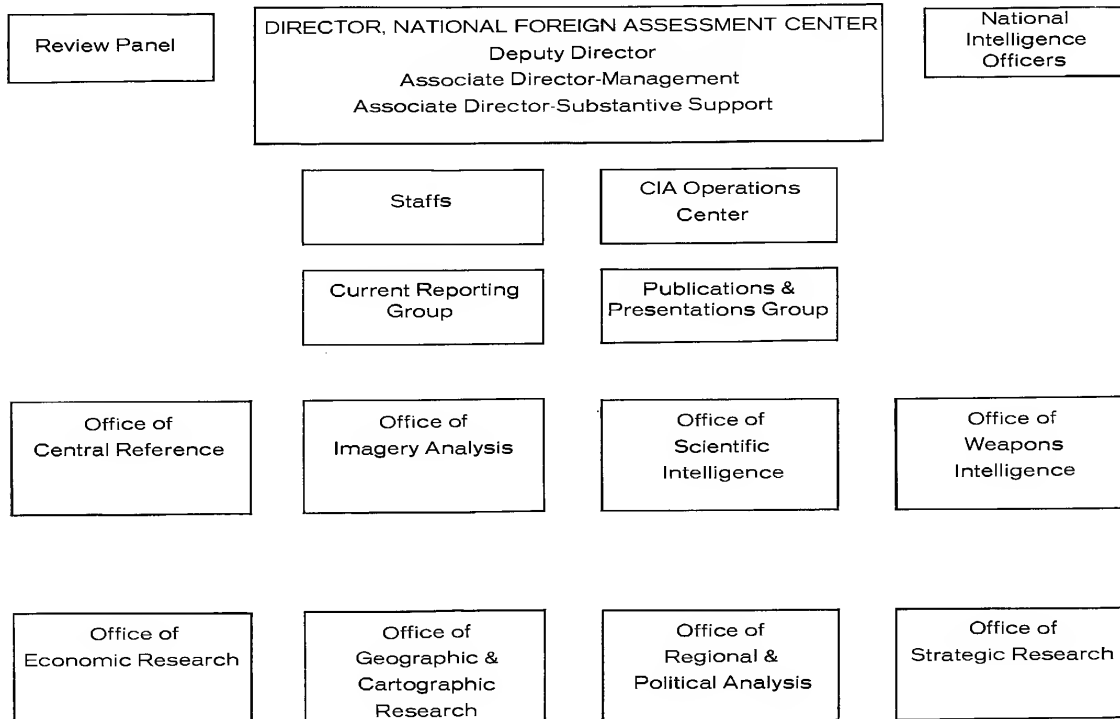 Review Panel
DIRECTOR, NATIONAL FOREIGN ASSESSMENT CENTER
Deputy Director
Associate Director-Management
Associate Director-Substantive Support
National
Intelligence
Officers
Staffs
CIA Operations
Center
Current Reporting
Group
Publications &
Presentations Group
Office of
Central Reference
Office of
Imagery Analysis
Office of
Scientific
Intelligence
Office of
Weapons
Intelligence
Office of
Economic Research
Office of
Geographic &
Cartographic
Research
Office of
Regional &
Political Analysis
Office of
Strategic Research